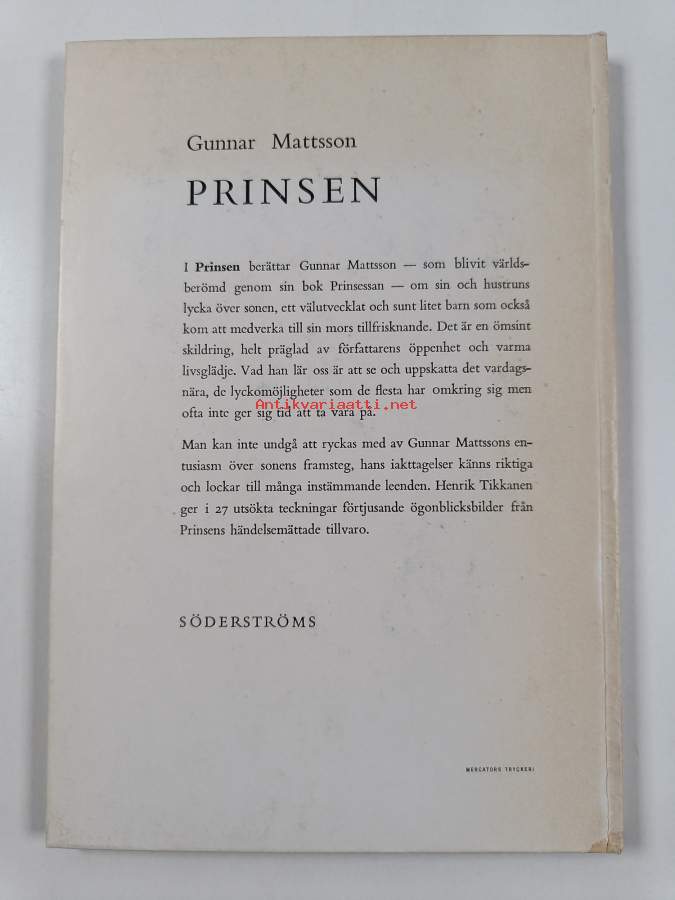 Gunnar Mattsson
PRINSEN
I Prinsen berättar Gunnar Mattsson — som blivit världs-
berömd genom sin bok Prinsessan — om sin och hustruns
lycka över sonen, ett välutvecklat och sunt litet barn som också
kom att medverka till sin mors tillfrisknande. Det är en ömsint
skildring, helt präglad av författarens öppenhet och varma
livsglädje. Vad han lär oss är att se och uppskatta det vardags-
nära, de lyckomöjligheter som de flesta har omkring sig men
ofta inte ger sig tid att ta vara på.
Antikvariaatti.net
Man kan inte undgå att ryckas med av Gunnar Mattssons en-
tusiasm över sonens framsteg, hans iakttagelser känns riktiga
och lockar till många instämmande leenden. Henrik Tikkanen
ger i 27 utsökta teckningar förtjusande ögonblicksbilder från
Prinsens händelsemättade tillvaro.
SÖDERSTRÖMS
MERCATORS TRYCKERI